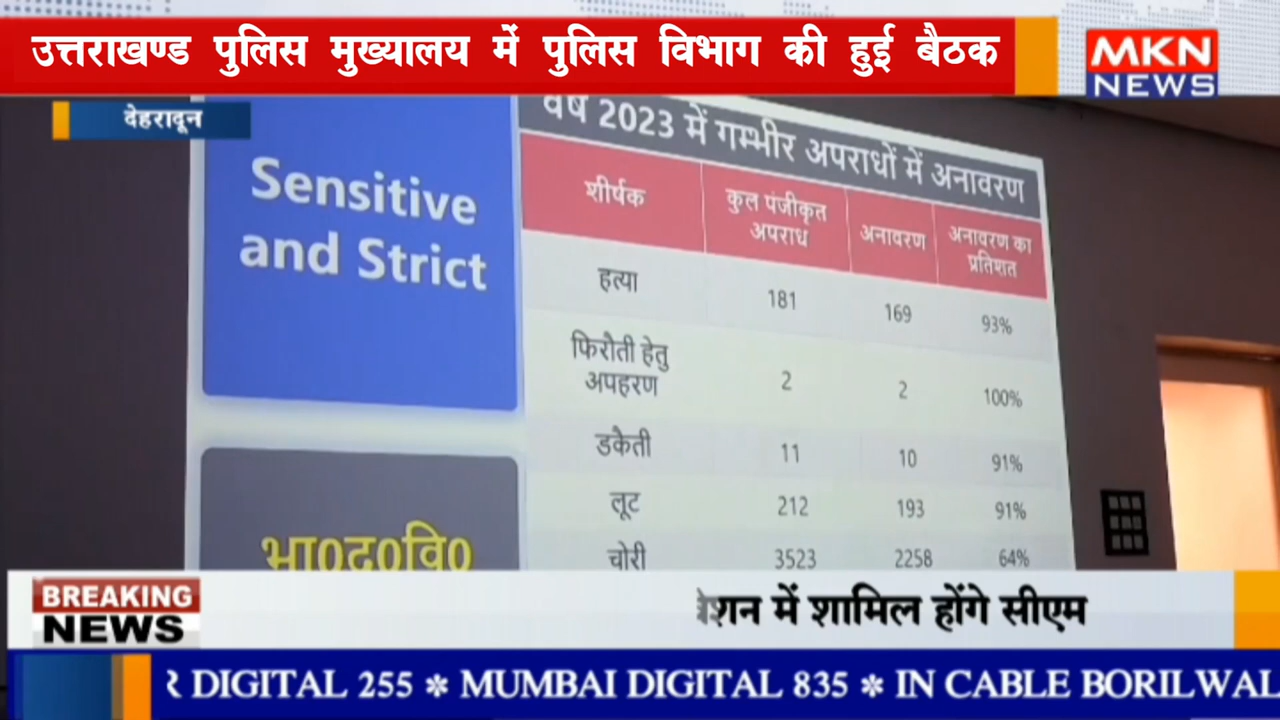 उत्तराखण्ड पुलिस मुख्यालय में पुलिस विभाग की हुई बैठक
MKN
NEWS
देहरादून
Sensitive
and Strict
वर्ष 2023 में गम्भीर अपराधों में अनावरण
शीर्षक
कुल पंजीकृत
अपराध
अनावरण
अनावरण का
प्रतिशत
हत्या 181 169 93%
फिरौती हेतु
अपहरण 2 2 100%
डकैती 11 10 91%
लूट 212 193 91%
चोरी 3523 2258 64%
भा0द0वि0
BREAKING
NEWS
में शामिल होंगे सीएम
DIGITAL 255 * MUMBAI DIGITAL 835 * IN CABLE